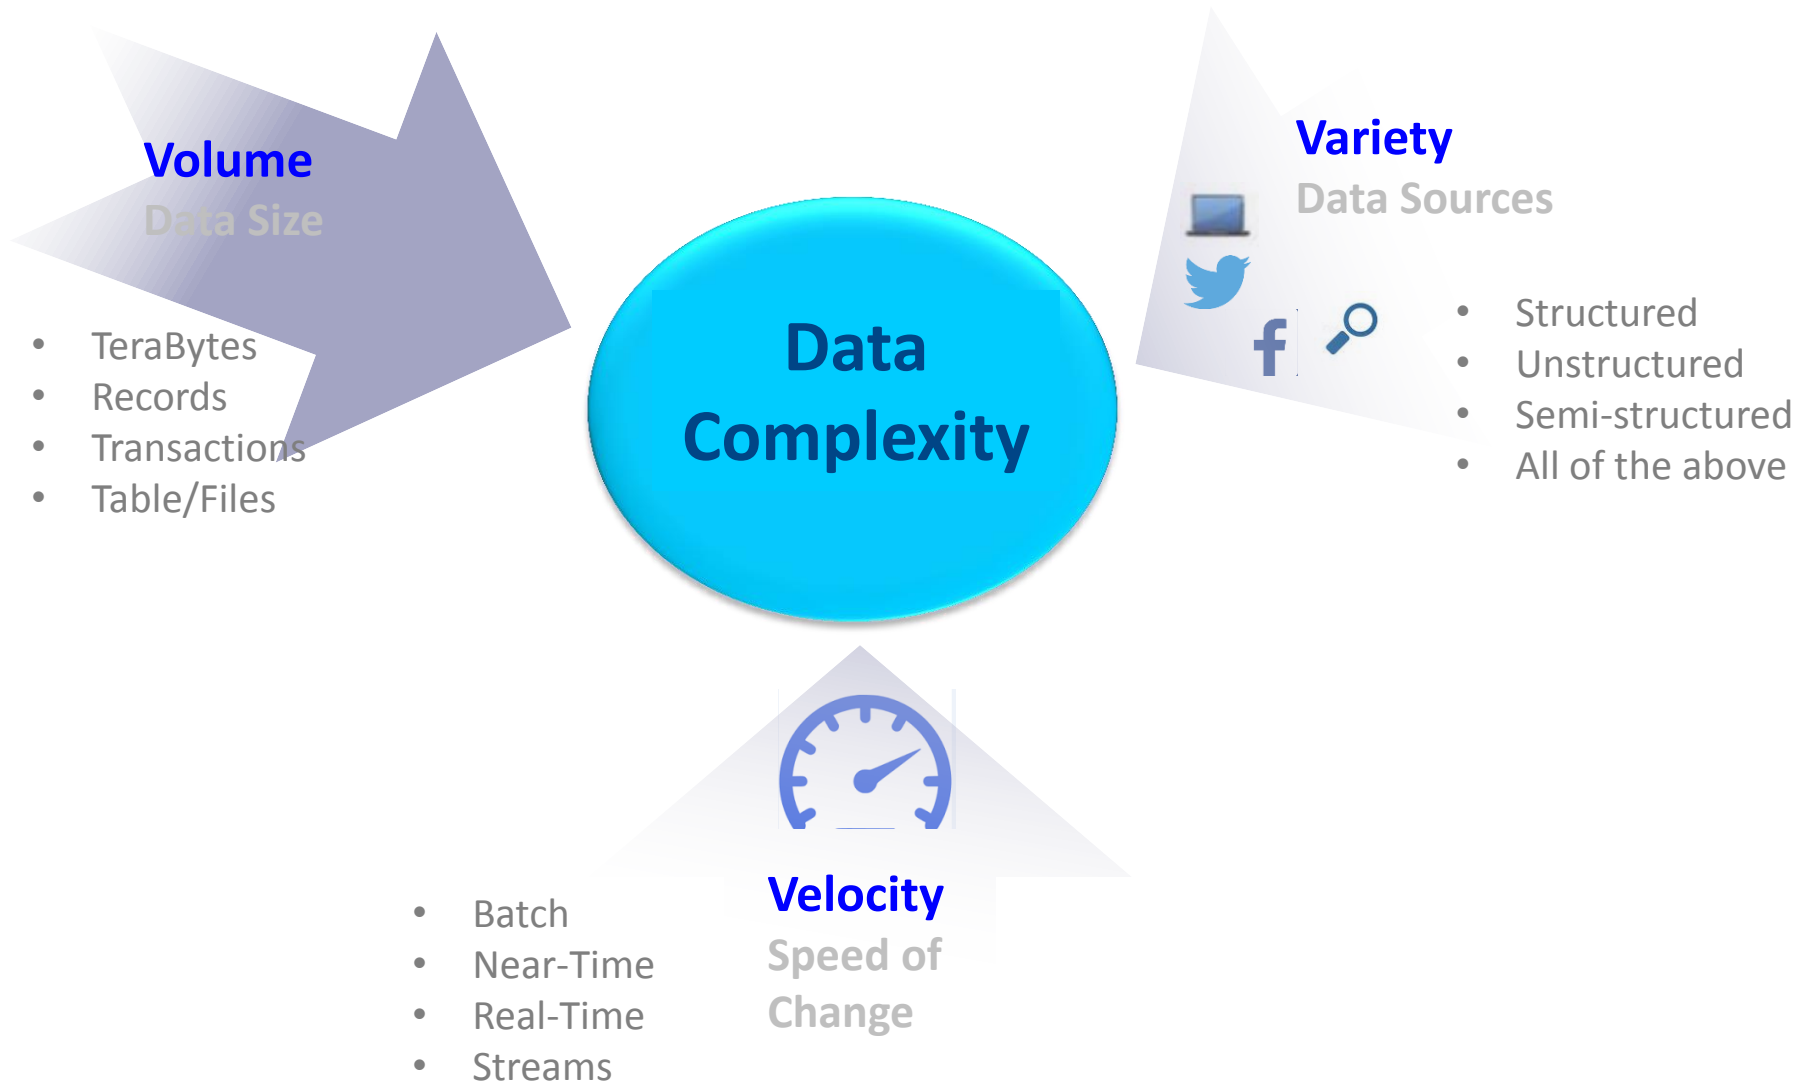 Volume
Data Size
• TeraBytes
• Records
• Transactions
• Table/Files
Data
Complexity
Variety
Data Sources
• Structured
• Unstructured
• Semi-structured
• All of the above
Velocity
Speed of
Change
• Batch
• Near-Time
• Real-Time
• Streams